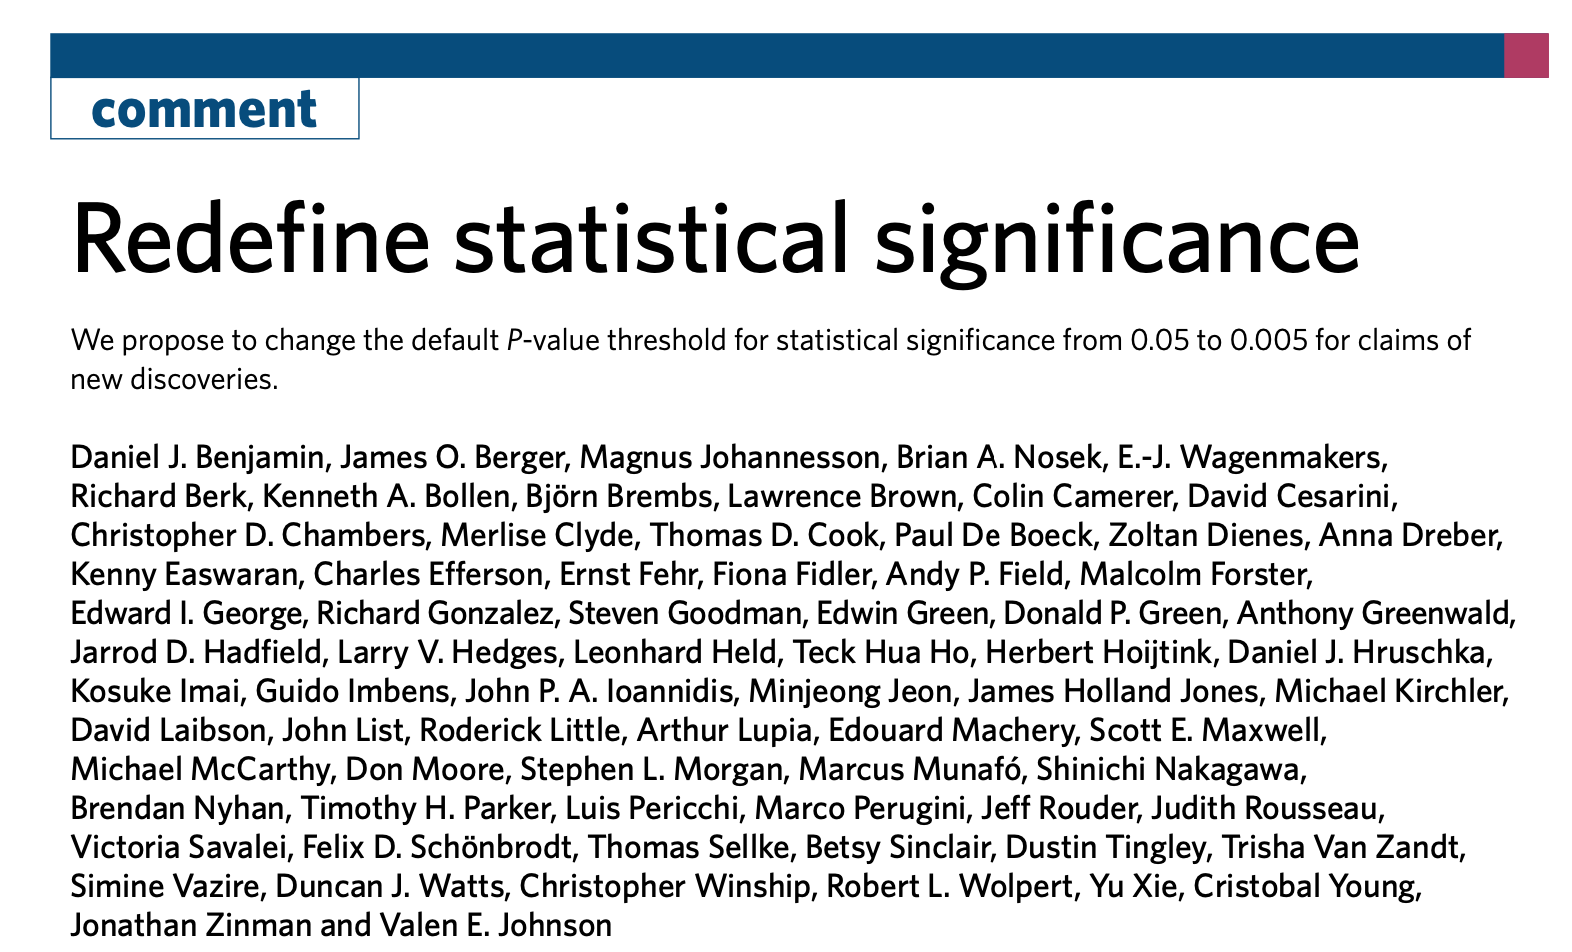 comment
Redefine statistical significance
We propose to change the default P-value threshold for statistical significance from 0.05 to 0.005 for claims of
new discoveries.
Daniel J. Benjamin, James O. Berger, Magnus Johannesson, Brian A. Nosek, E.-J. Wagenmakers,
Richard Berk, Kenneth A. Bollen, Björn Brembs, Lawrence Brown, Colin Camerer, David Cesarini,
Christopher D. Chambers, Merlise Clyde, Thomas D. Cook, Paul De Boeck, Zoltan Dienes, Anna Dreber,
Kenny Easwaran, Charles Efferson, Ernst Fehr, Fiona Fidler, Andy P. Field, Malcolm Forster,
Edward I. George, Richard Gonzalez, Steven Goodman, Edwin Green, Donald P. Green, Anthony Greenwald,
Jarrod D. Hadfield, Larry V. Hedges, Leonhard Held, Teck Hua Ho, Herbert Hoijtink, Daniel J. Hruschka,
Kosuke Imai, Guido Imbens, John P. A. Ioannidis, Minjeong Jeon, James Holland Jones, Michael Kirchler,
David Laibson, John List, Roderick Little, Arthur Lupia, Edouard Machery, Scott E. Maxwell,
Michael McCarthy, Don Moore, Stephen L. Morgan, Marcus Munafó, Shinichi Nakagawa,
Brendan Nyhan, Timothy H. Parker, Luis Pericchi, Marco Perugini, Jeff Rouder, Judith Rousseau,
Victoria Savalei, Felix D. Schönbrodt, Thomas Sellke, Betsy Sinclair, Dustin Tingley, Trisha Van Zandt,
Simine Vazire, Duncan J. Watts, Christopher Winship, Robert L. Wolpert, Yu Xie, Cristobal Young,
Jonathan Zinman and Valen E. Johnson